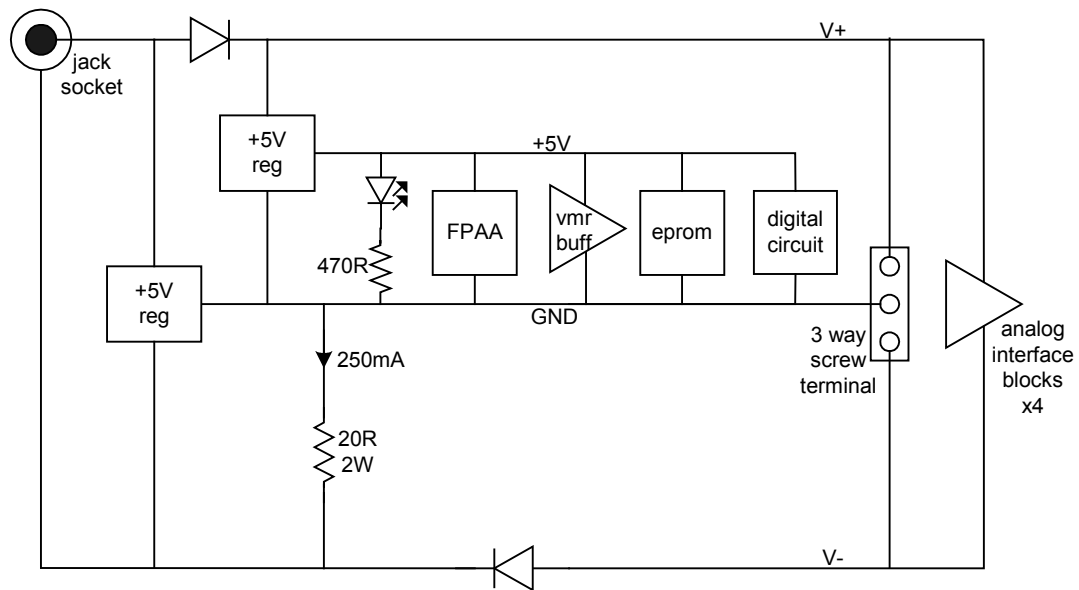 jack
socket
V+
+5V
reg
+5V
FPAA
vmr
buff
eprom
digital
circuit
470R
+5V
reg
GND
250mA
3 way
screw
terminal
analog
interface
blocks
x4
20R
2W
V-